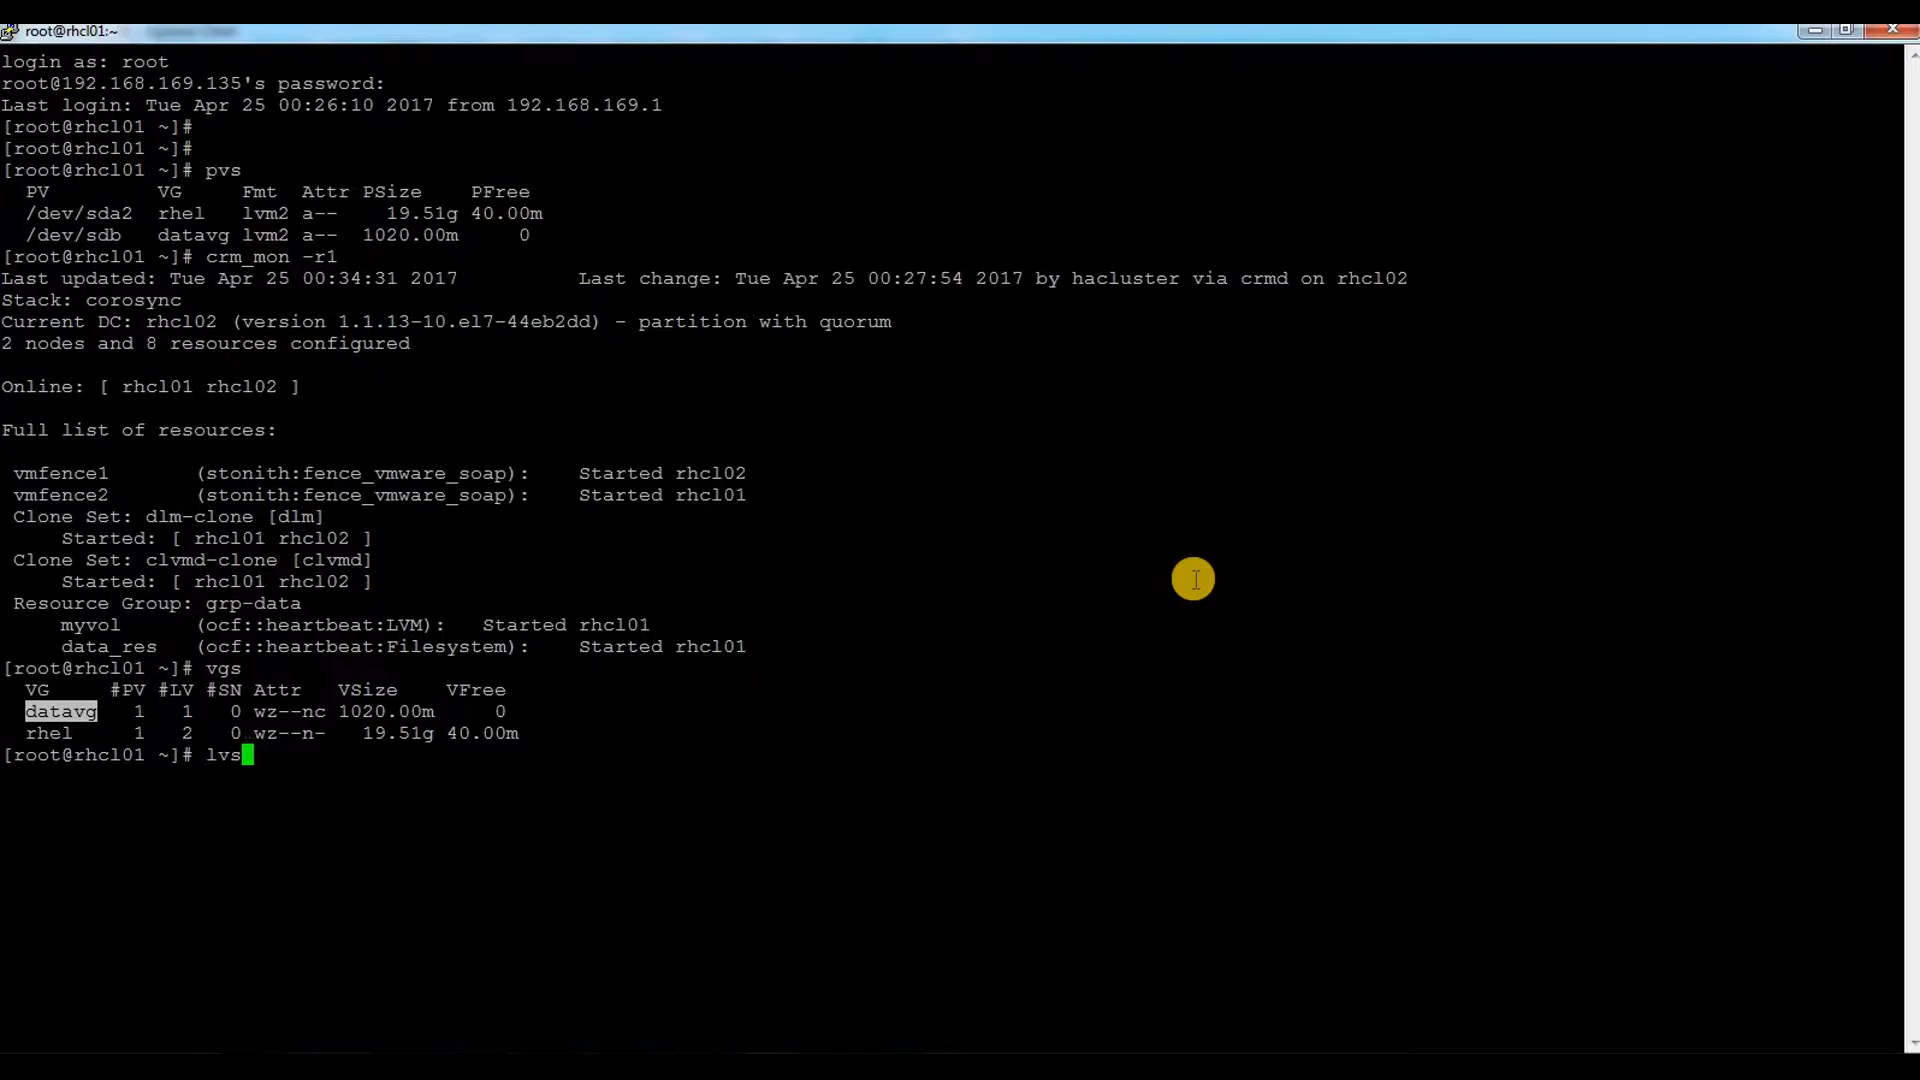 root@rhcl01:~
login as: root
root@192.168.169.135's password:
Last login: Tue Apr 25 00:26:10 2017 from 192.168.169.1
[root@rhcl01 ~]#
[root@rhcl01 ~]#
[root@rhcl01 ~]# pvs
  PV         VG     Fmt  Attr PSize    PFree
  /dev/sda2  rhel   lvm2 a--    19.51g 40.00m
  /dev/sdb   datavg lvm2 a--  1020.00m     0
[root@rhcl01 ~]# crm_mon -r1
Last updated: Tue Apr 25 00:34:31 2017          Last change: Tue Apr 25 00:27:54 2017 by hacluster via crmd on rhcl02
Stack: corosync
Current DC: rhcl02 (version 1.1.13-10.el7-44eb2dd) - partition with quorum
2 nodes and 8 resources configured
Online: [ rhcl01 rhcl02 ]
Full list of resources:
 vmfence1       (stonith:fence_vmware_soap):    Started rhcl02
 vmfence2       (stonith:fence_vmware_soap):    Started rhcl01
 Clone Set: dlm-clone [dlm]
     Started: [ rhcl01 rhcl02 ]
 Clone Set: clvmd-clone [clvmd]
     Started: [ rhcl01 rhcl02 ]
 Resource Group: grp-data
     myvol      (ocf::heartbeat:LVM):   Started rhcl01
     data_res   (ocf::heartbeat:Filesystem):    Started rhcl01
[root@rhcl01 ~]# vgs
  VG     #PV #LV #SN Attr   VSize    VFree
  datavg   1   1   0 wz--nc 1020.00m     0
  rhel     1   2   0 wz--n-   19.51g 40.00m
[root@rhcl01 ~]# lvs